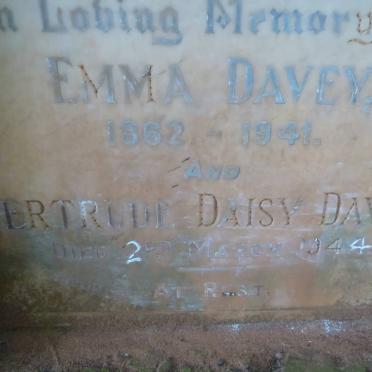 n Loving Memory
Emma Davey.
1862 - 1941.
And
ertrude Daisy Dav
Died 2nd March 1944
At Rest.